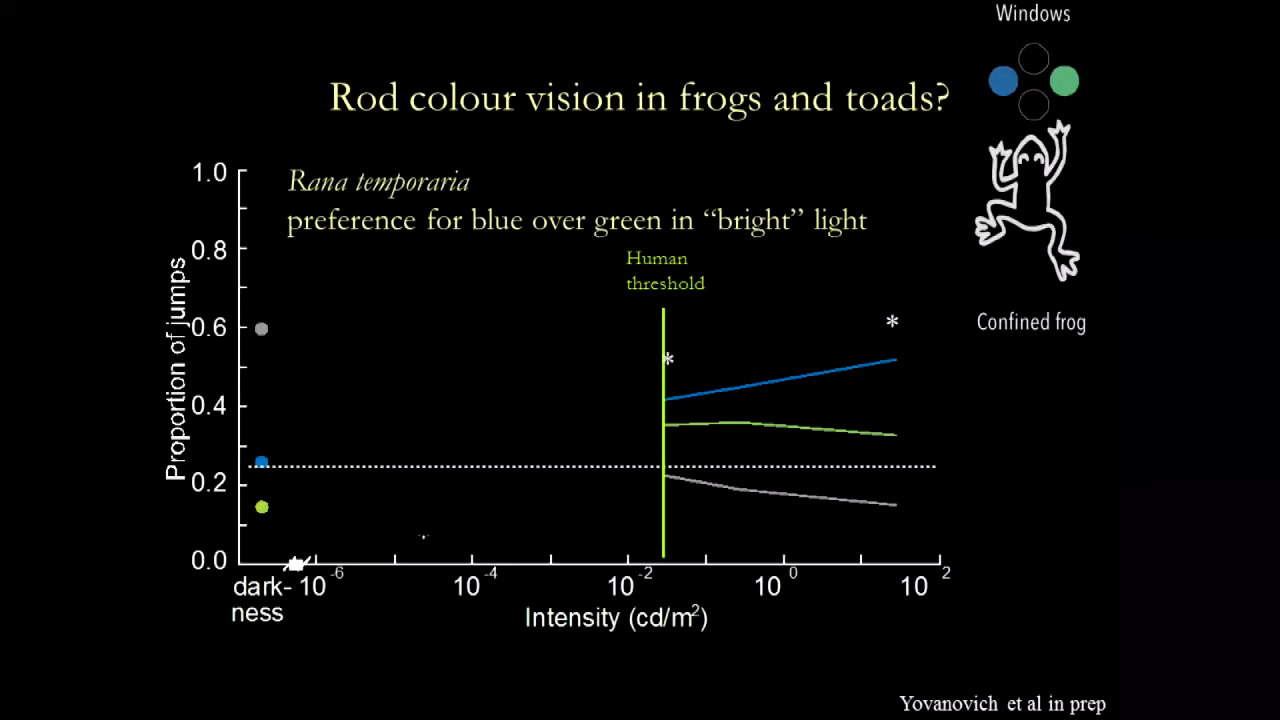 Windows
Rod colour vision in frogs and toads?
Rana temporaria
preference for blue over green in “bright” light
Human
threshold
*
*
Confined frog
Proportion of jumps
1.0
0.8
0.6
0.4
0.2
0.0
dark-
ness
10^-6
10^-4
10^-2
10^0
10^2
Intensity (cd/m²)
Yovanovich et al in prep